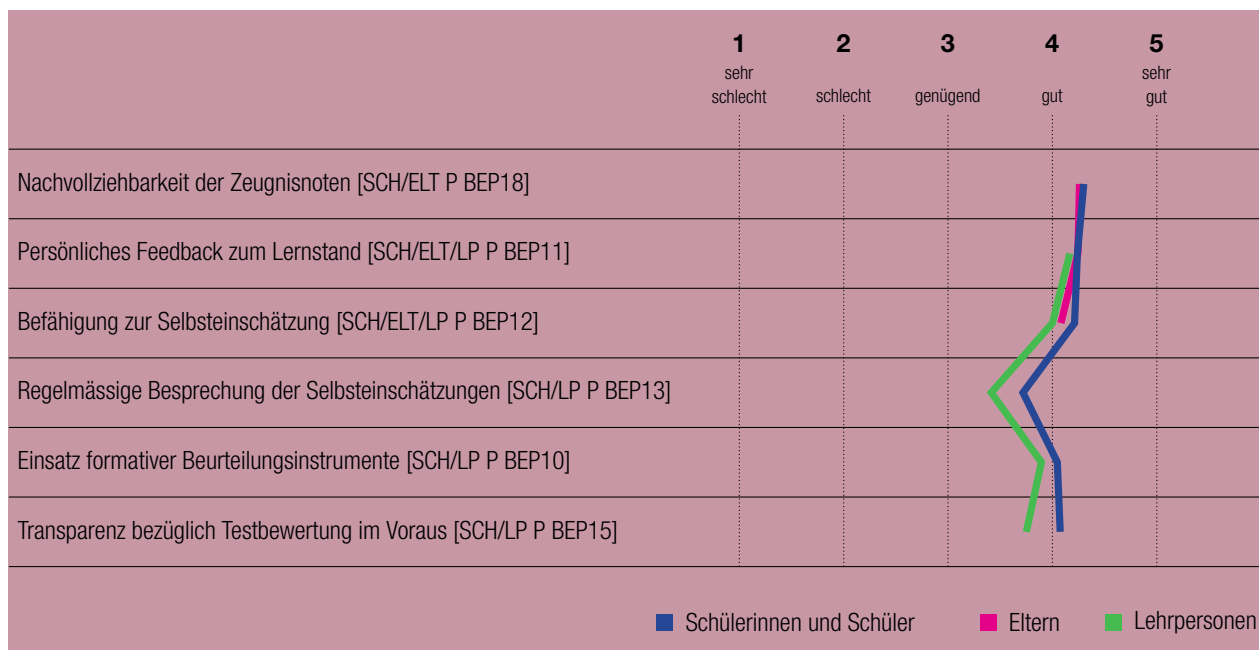 1 2 3 4 5
sehr schlecht schlecht genügend gut sehr gut
Nachvollziehbarkeit der Zeugnisnoten [SCH/ELT P BEP18]
Persönliches Feedback zum Lernstand [SCH/ELT/LP P BEP11]
Befähigung zur Selbsteinschätzung [SCH/ELT/LP P BEP12]
Regelmässige Besprechung der Selbsteinschätzungen [SCH/LP P BEP13]
Einsatz formativer Beurteilungsinstrumente [SCH/LP P BEP10]
Transparenz bezüglich Testbewertung im Voraus [SCH/LP P BEP15]
Schülerinnen und Schüler Eltern Lehrpersonen